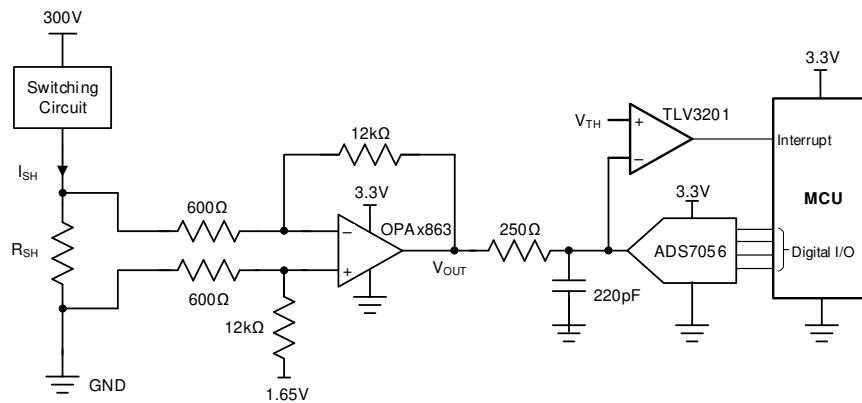 300V
Switching
Circuit
I_SH
R_SH
GND
600Ω
600Ω
12kΩ
12kΩ
1.65V
3.3V
OPAx863
−
+
V_OUT
250Ω
220pF
V_TH
+
−
TLV3201
3.3V
ADS7056
3.3V
Interrupt
MCU
Digital I/O